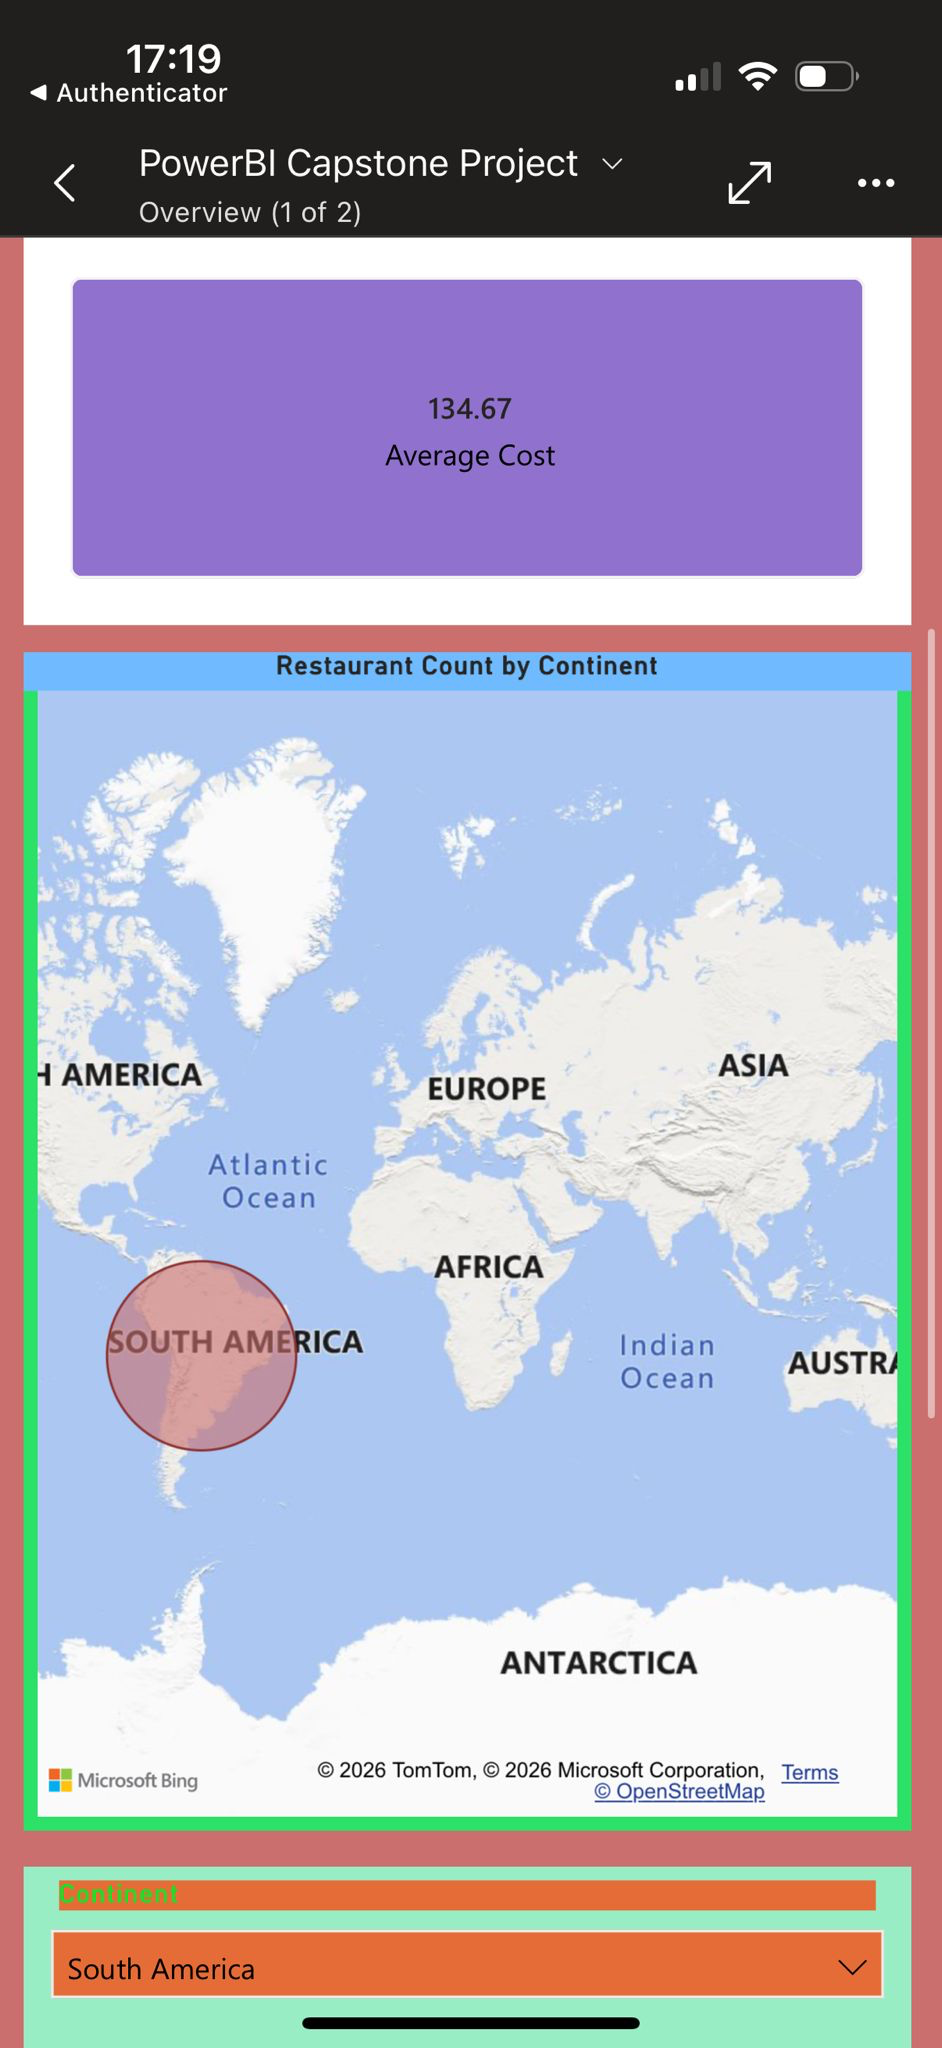 17:19
◀ Authenticator
PowerBI Capstone Project
Overview (1 of 2)
134.67
Average Cost
Restaurant Count by Continent
H AMERICA
EUROPE
ASIA
Atlantic
Ocean
AFRICA
SOUTH AMERICA
Indian
Ocean
AUSTRA
ANTARCTICA
Microsoft Bing
© 2026 TomTom, © 2026 Microsoft Corporation, Terms
© OpenStreetMap
Continent
South America